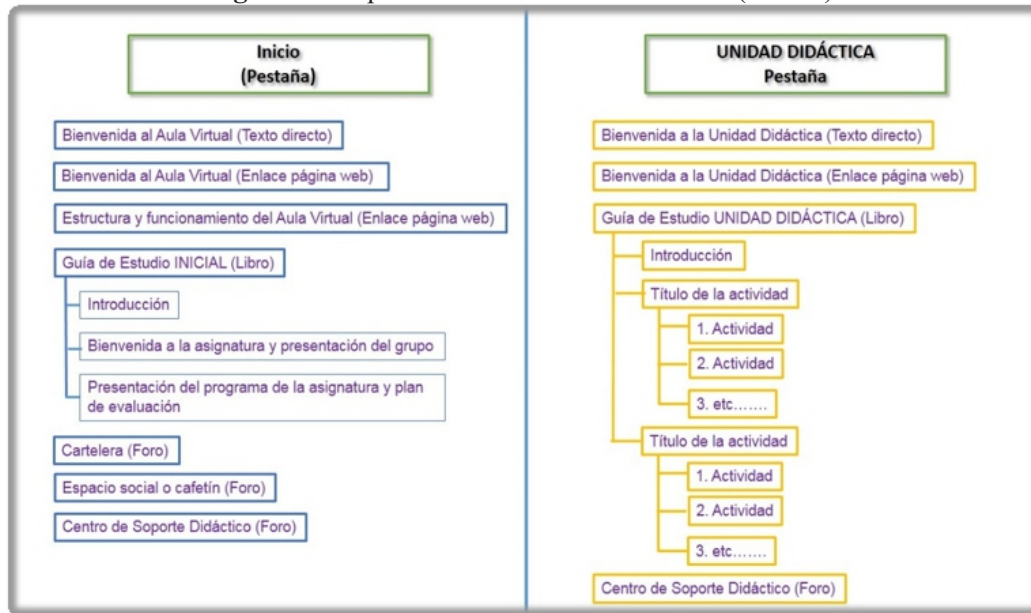 Inicio
(Pestaña)
Bienvenida al Aula Virtual (Texto directo)
Bienvenida al Aula Virtual (Enlace página web)
Estructura y funcionamiento del Aula Virtual (Enlace página web)
Guía de Estudio INICIAL (Libro)
Introducción
Bienvenida a la asignatura y presentación del grupo
Presentación del programa de la asignatura y plan
de evaluación
Cartelera (Foro)
Espacio social o cafetín (Foro)
Centro de Soporte Didáctico (Foro)
UNIDAD DIDÁCTICA
Pestaña
Bienvenida a la Unidad Didáctica (Texto directo)
Bienvenida a la Unidad Didáctica (Enlace página web)
Guía de Estudio UNIDAD DIDÁCTICA (Libro)
Introducción
Título de la actividad
1. Actividad
2. Actividad
3. etc.......
Título de la actividad
1. Actividad
2. Actividad
3. etc.......
Centro de Soporte Didáctico (Foro)